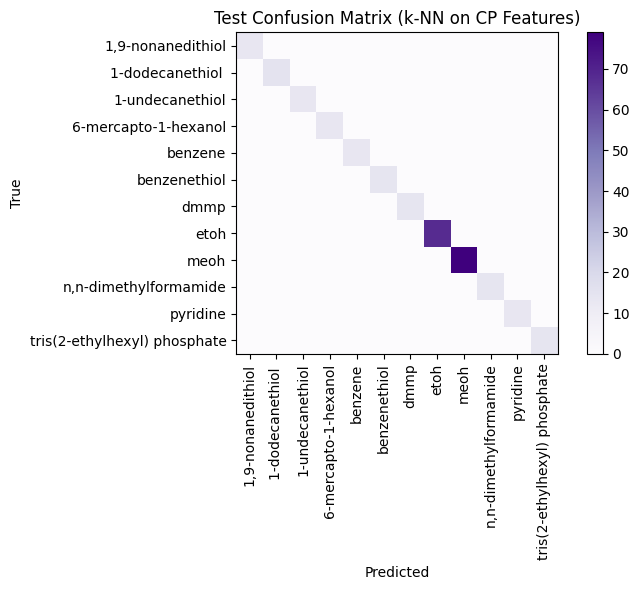 Test Confusion Matrix (k-NN on CP Features)
True
1,9-nonanedithiol
1-dodecanethiol
1-undecanethiol
6-mercapto-1-hexanol
benzene
benzenethiol
dmmp
etoh
meoh
n,n-dimethylformamide
pyridine
tris(2-ethylhexyl) phosphate
1,9-nonanedithiol
1-dodecanethiol
1-undecanethiol
6-mercapto-1-hexanol
benzene
benzenethiol
dmmp
etoh
meoh
n,n-dimethylformamide
pyridine
tris(2-ethylhexyl) phosphate
Predicted
70
60
50
40
30
20
10
0